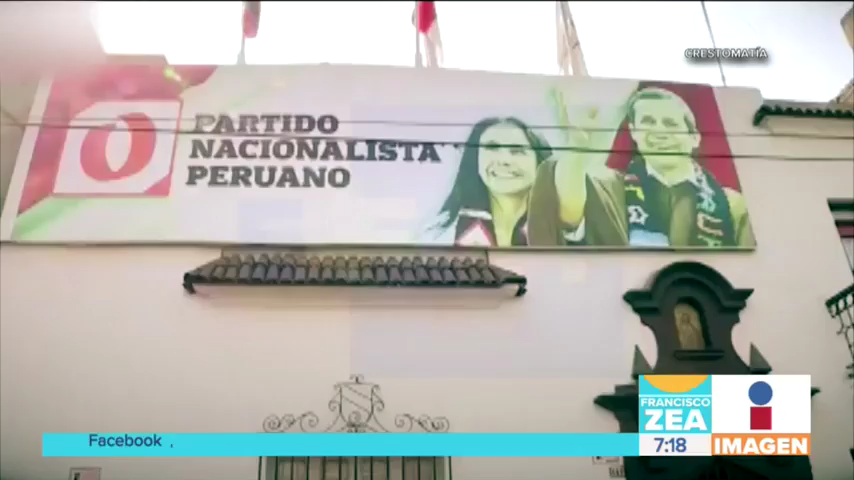 CRESTOMATÍA
PARTIDO
NACIONALISTA
PERUANO
FRANCISCO
ZEA
7:18
IMAGEN
Facebook ,